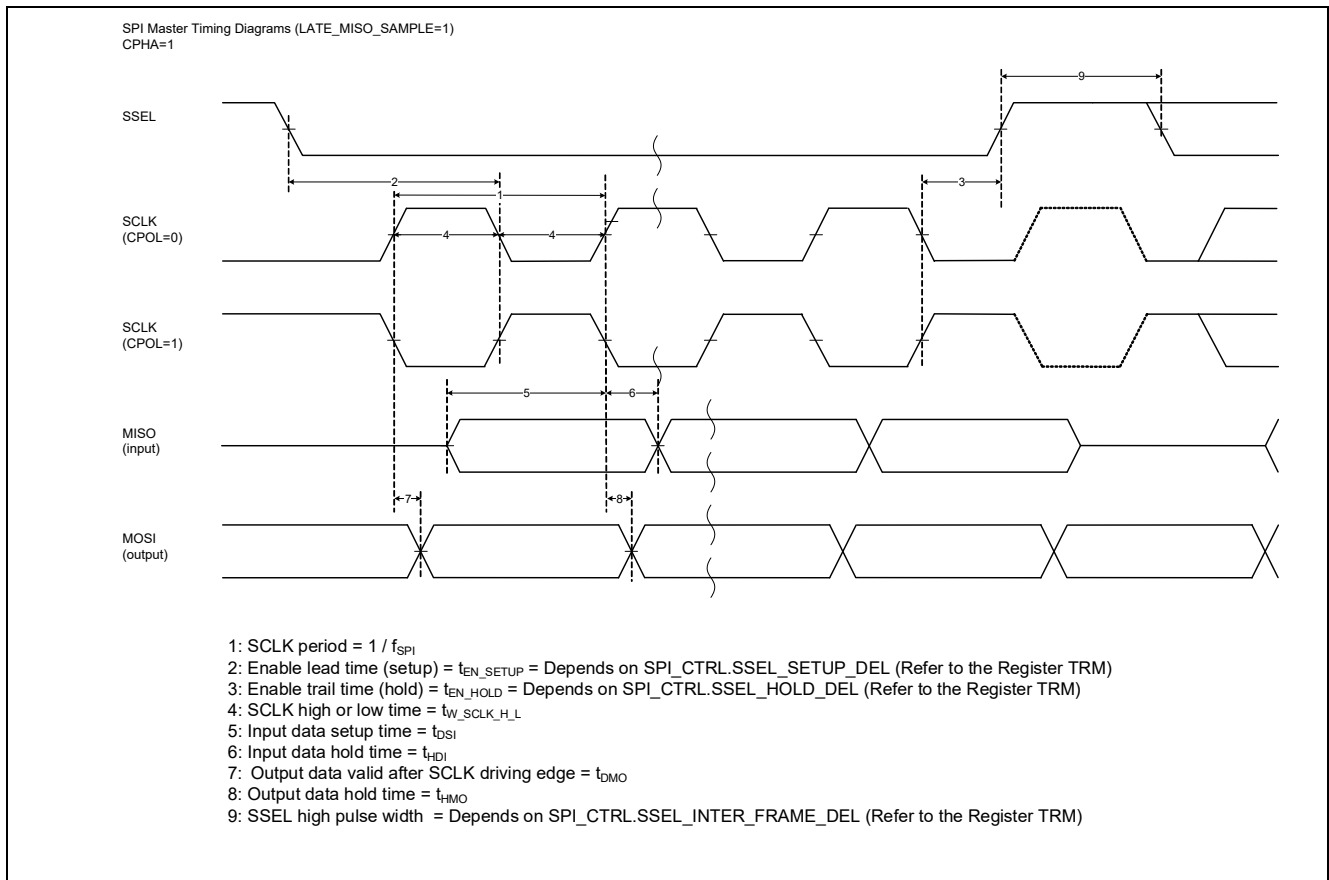 SPI Master Timing Diagrams (LATE_MISO_SAMPLE=1)
CPHA=1
9
SSEL
2
3
1
SCLK
(CPOL=0)
4
4
SCLK
(CPOL=1)
5
6
MISO
(input)
7
8
MOSI
(output)
1: SCLK period = 1 / fSPI
2: Enable lead time (setup) = tEN_SETUP = Depends on SPI_CTRL.SSEL_SETUP_DEL (Refer to the Register TRM)
3: Enable trail time (hold) = tEN_HOLD = Depends on SPI_CTRL.SSEL_HOLD_DEL (Refer to the Register TRM)
4: SCLK high or low time = tW_SCLK_H_L
5: Input data setup time = tDSI
6: Input data hold time = tHDI
7: Output data valid after SCLK driving edge = tDMO
8: Output data hold time = tHMO
9: SSEL high pulse width = Depends on SPI_CTRL.SSEL_INTER_FRAME_DEL (Refer to the Register TRM)